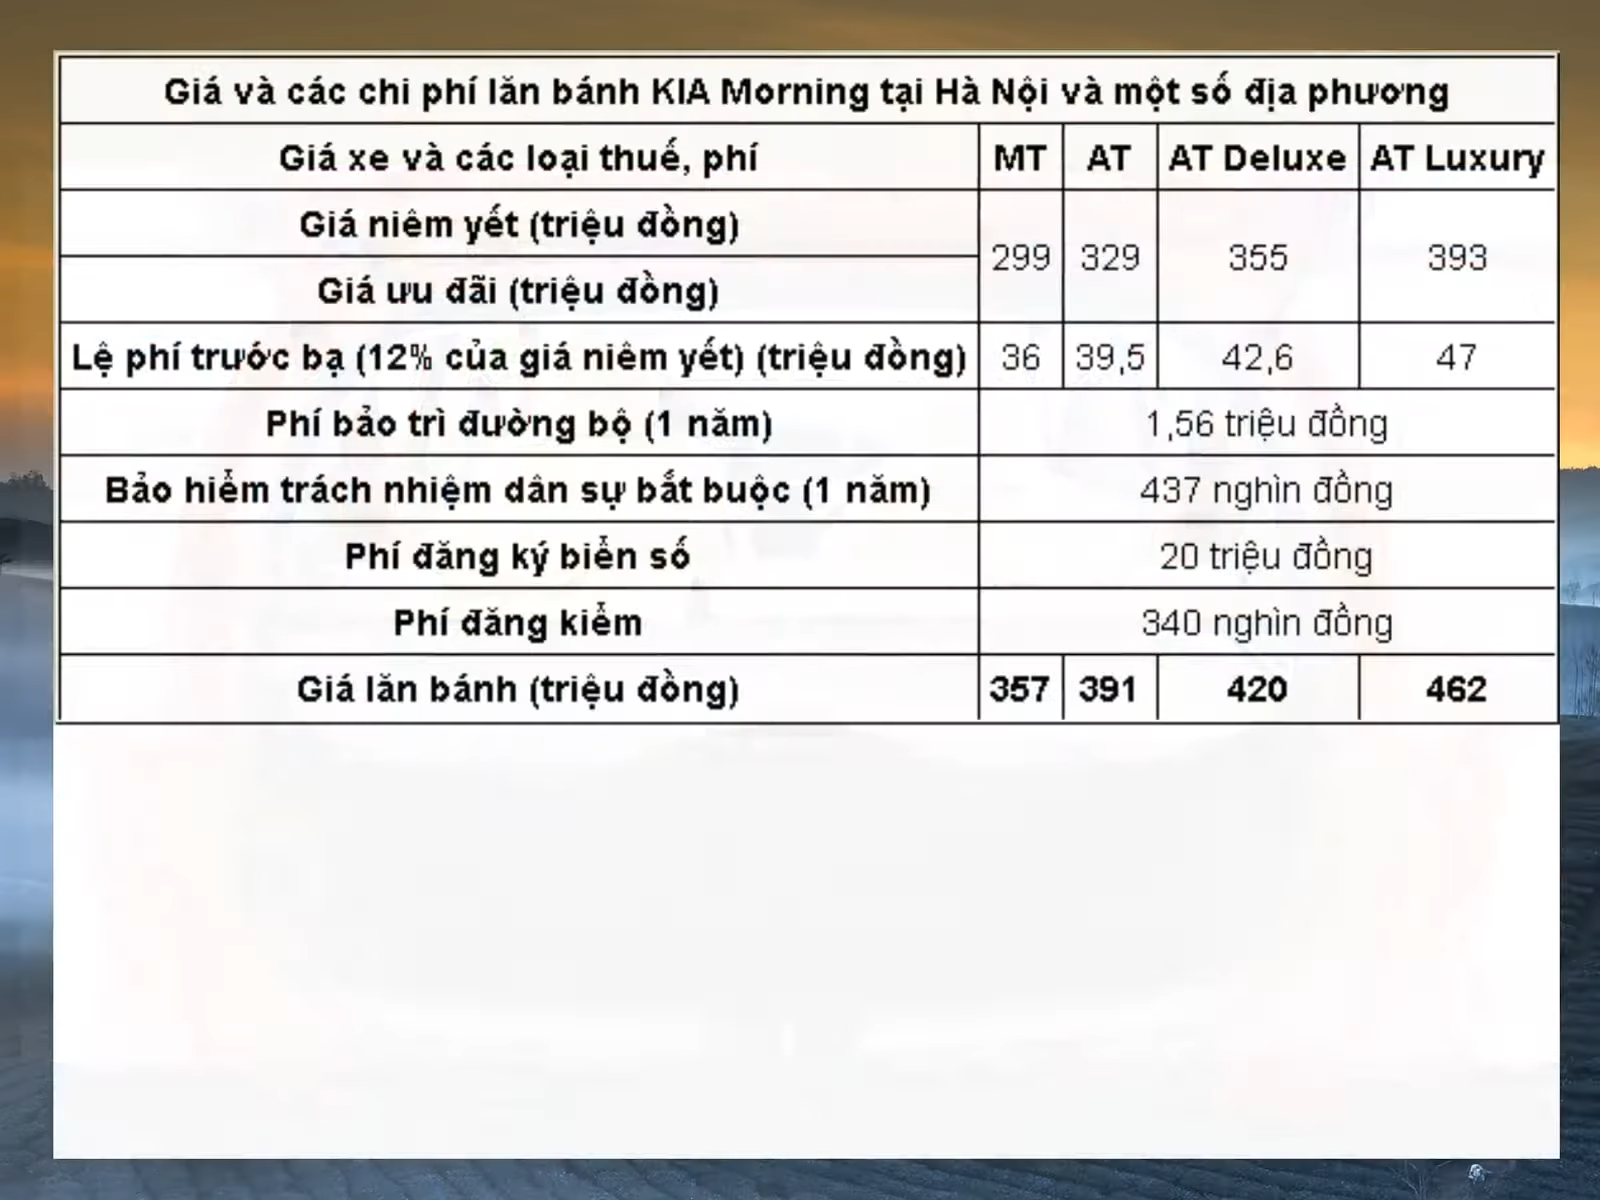 Giá và các chi phí lăn bánh KIA Morning tại Hà Nội và một số địa phương
Giá xe và các loại thuế, phí MT AT AT Deluxe AT Luxury
Giá niêm yết (triệu đồng)
299 329 355 393
Giá ưu đãi (triệu đồng)
Lệ phí trước bạ (12% của giá niêm yết) (triệu đồng) 36 39,5 42,6 47
Phí bảo trì đường bộ (1 năm) 1,56 triệu đồng
Bảo hiểm trách nhiệm dân sự bắt buộc (1 năm) 437 nghìn đồng
Phí đăng ký biển số 20 triệu đồng
Phí đăng kiểm 340 nghìn đồng
Giá lăn bánh (triệu đồng) 357 391 420 462